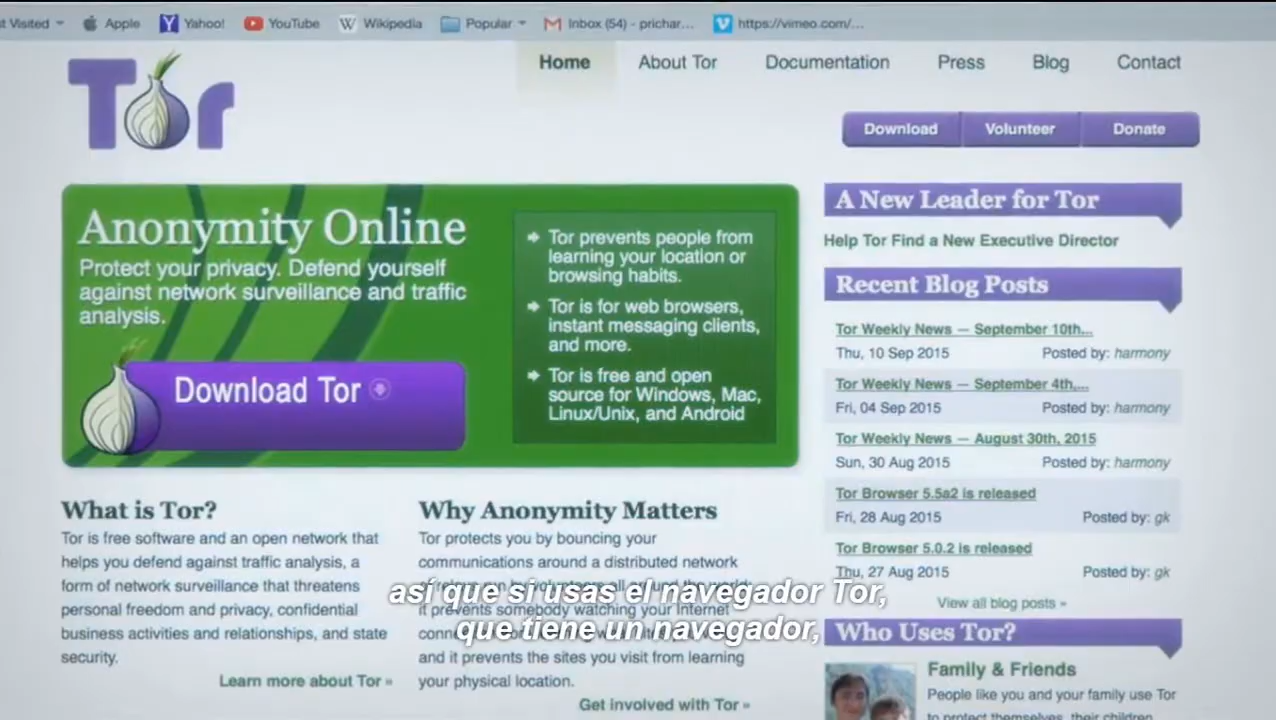 t Visited
Apple
Yahoo!
YouTube
Wikipedia
Popular
Inbox (54) - prichar...
https://vimeo.com/...
Tor
Home
About Tor
Documentation
Press
Blog
Contact
Download
Volunteer
Donate
Anonymity Online
Protect your privacy. Defend yourself
against network surveillance and traffic
analysis.
Download Tor
Tor prevents people from
learning your location or
browsing habits.
Tor is for web browsers,
instant messaging clients,
and more.
Tor is free and open
source for Windows, Mac,
Linux/Unix, and Android
What is Tor?
Tor is free software and an open network that
helps you defend against traffic analysis, a
form of network surveillance that threatens
personal freedom and privacy, confidential
business activities and relationships, and state
security.
Learn more about Tor »
Why Anonymity Matters
Tor protects you by bouncing your
communications around a distributed network
it prevents somebody watching your Internet
and it prevents the sites you visit from learning
your physical location.
Get involved with Tor »
A New Leader for Tor
Help Tor Find a New Executive Director
Recent Blog Posts
Tor Weekly News — September 10th...
Thu, 10 Sep 2015 Posted by: harmony
Tor Weekly News — September 4th,...
Fri, 04 Sep 2015 Posted by: harmony
Tor Weekly News — August 30th, 2015
Sun, 30 Aug 2015 Posted by: harmony
Tor Browser 5.5a2 is released
Fri, 28 Aug 2015 Posted by: gk
Tor Browser 5.0.2 is released
Thu, 27 Aug 2015 Posted by: gk
View all blog posts »
Who Uses Tor?
Family & Friends
People like you and your family use Tor
to protect themselves, their children,
así que si usas el navegador Tor,
que tiene un navegador,